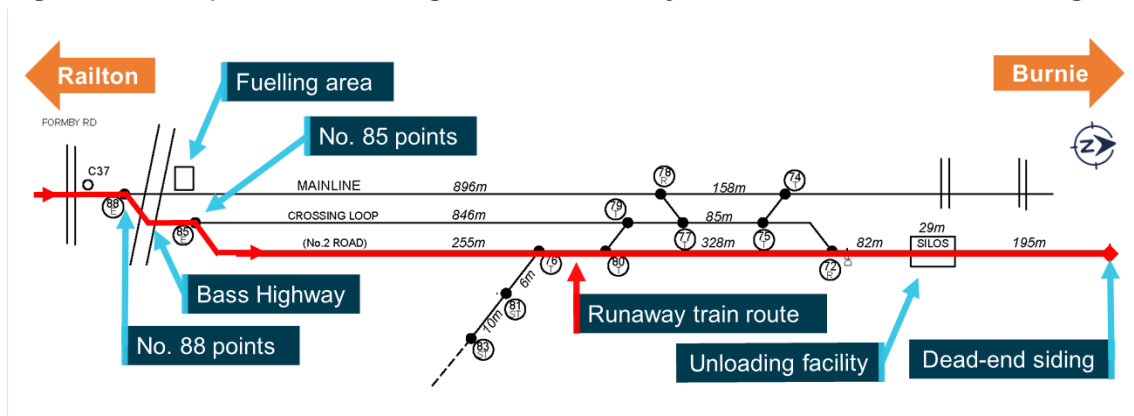 Railton
Burnie
Fuelling area
FORMBY RD
No. 85 points
C37
Z
78
R
74
T
MAINLINE
896m
158m
88
E
79
T
CROSSING LOOP
846m
85m
29m
85
E
77
T
75
T
(No.2 ROAD)
255m
328m
82m
SILOS
195m
76
T
80
T
72
R
6m
Bass Highway
81
ST
Runaway train route
10m
No. 88 points
83
ST
Unloading facility
Dead-end siding